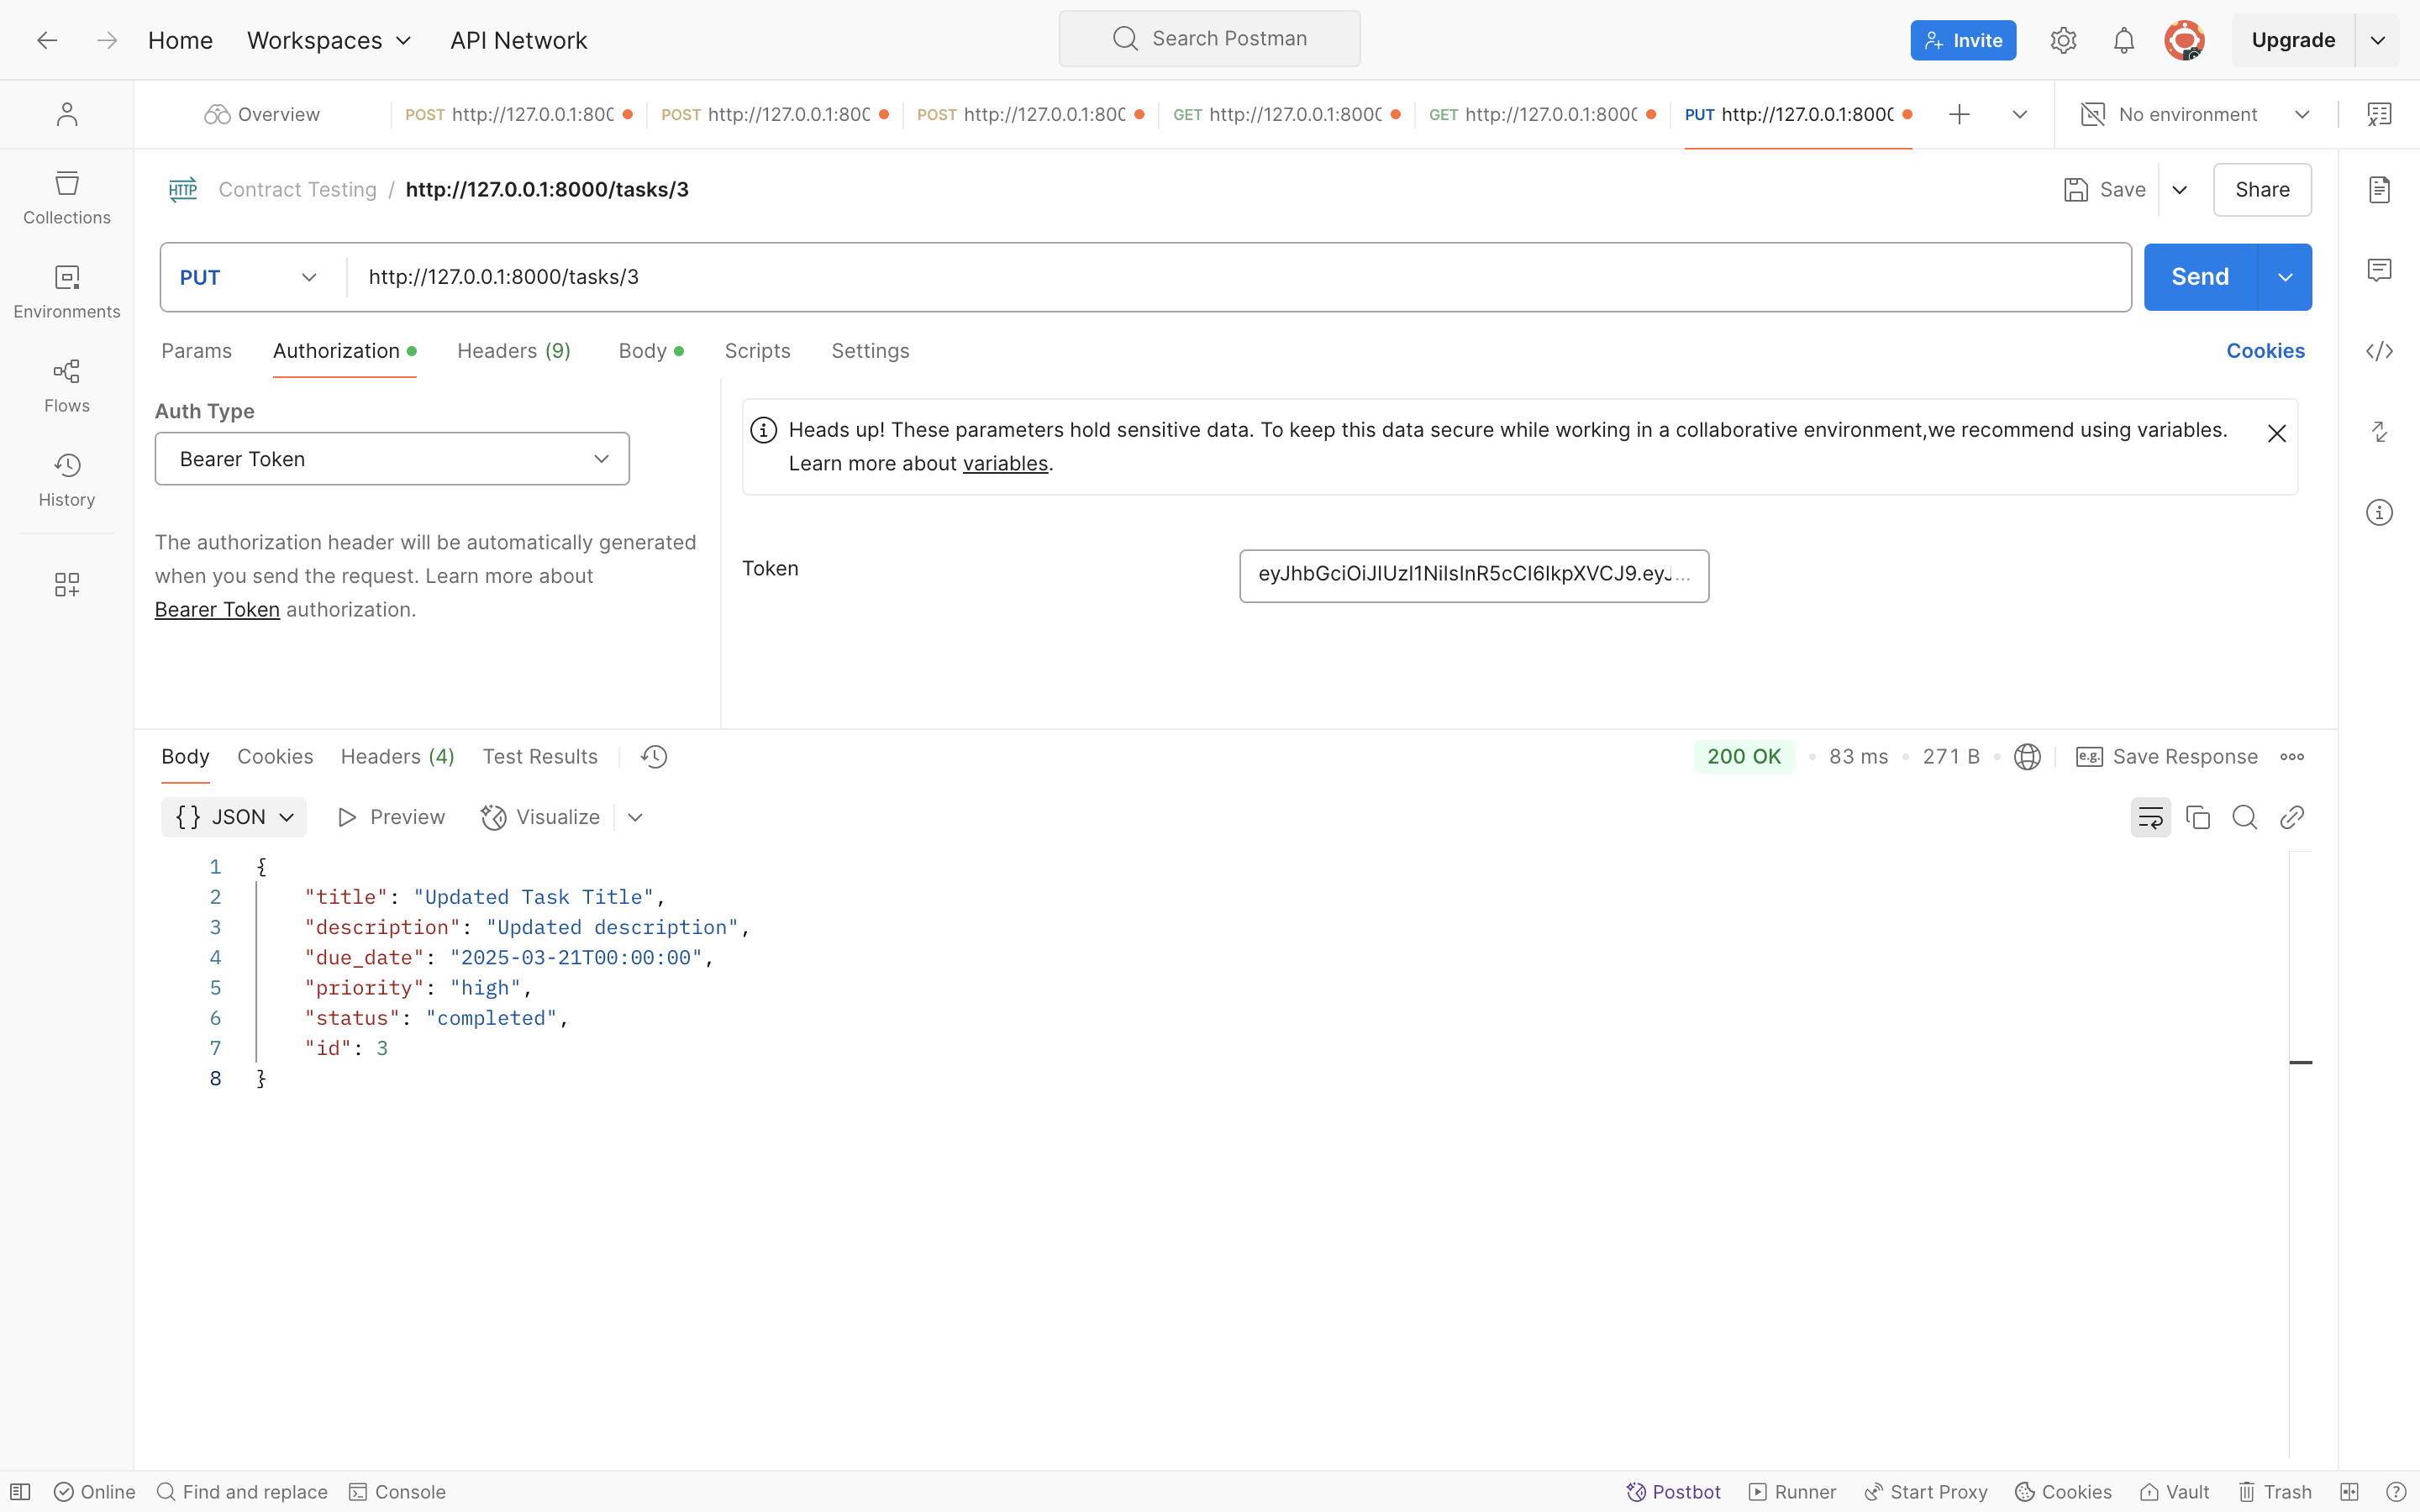 Home Workspaces API Network Search Postman Invite Upgrade
Overview POST http://127.0.0.1:800 POST http://127.0.0.1:800 POST http://127.0.0.1:800 GET http://127.0.0.1:8000 GET http://127.0.0.1:8000 PUT http://127.0.0.1:8000 No environment
HTTP Contract Testing / http://127.0.0.1:8000/tasks/3 Save Share
PUT http://127.0.0.1:8000/tasks/3 Send
Params Authorization Headers (9) Body Scripts Settings Cookies
Collections
Environments
Flows
History
Auth Type
Bearer Token
The authorization header will be automatically generated
when you send the request. Learn more about
Bearer Token authorization.
Heads up! These parameters hold sensitive data. To keep this data secure while working in a collaborative environment,we recommend using variables.
Learn more about variables.
Token eyJhbGciOiJIUzI1NiIsInR5cCI6IkpXVCJ9.eyJ...
Body Cookies Headers (4) Test Results 200 OK • 83 ms • 271 B • e.g. Save Response
{} JSON Preview Visualize
1 {
2 "title": "Updated Task Title",
3 "description": "Updated description",
4 "due_date": "2025-03-21T00:00:00",
5 "priority": "high",
6 "status": "completed",
7 "id": 3
8 }
Online Find and replace Console Postbot Runner Start Proxy Cookies Vault Trash